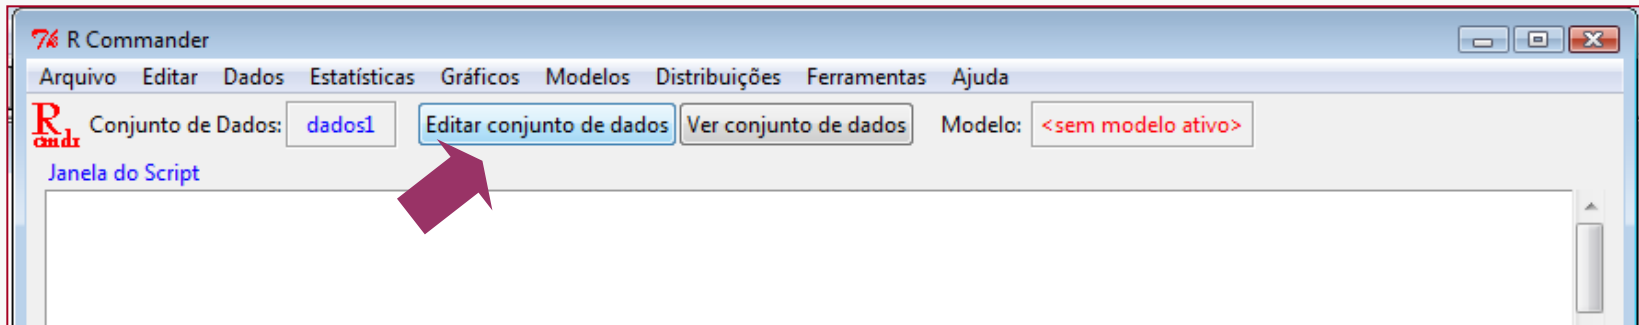 R Commander
Arquivo Editar Dados Estatísticas Gráficos Modelos Distribuições Ferramentas Ajuda
R cmdr Conjunto de Dados: dados1 Editar conjunto de dados Ver conjunto de dados Modelo: <sem modelo ativo>
Janela do Script